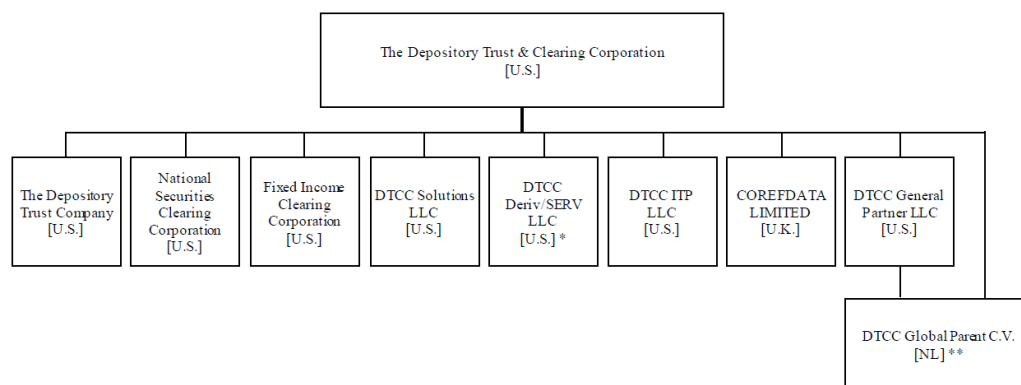 The Depository Trust & Clearing Corporation
[U.S.]
The Depository
Trust Company
[U.S.]
National
Securities
Clearing
Corporation
[U.S.]
Fixed Income
Clearing
Corporation
[U.S.]
DTCC Solutions
LLC
[U.S.]
DTCC
Deriv/SERV
LLC
[U.S.] *
DTCC ITP
LLC
[U.S.]
COREFDATA
LIMITED
[U.K.]
DTCC General
Partner LLC
[U.S.]
DTCC Global Parent C.V.
[NL] **